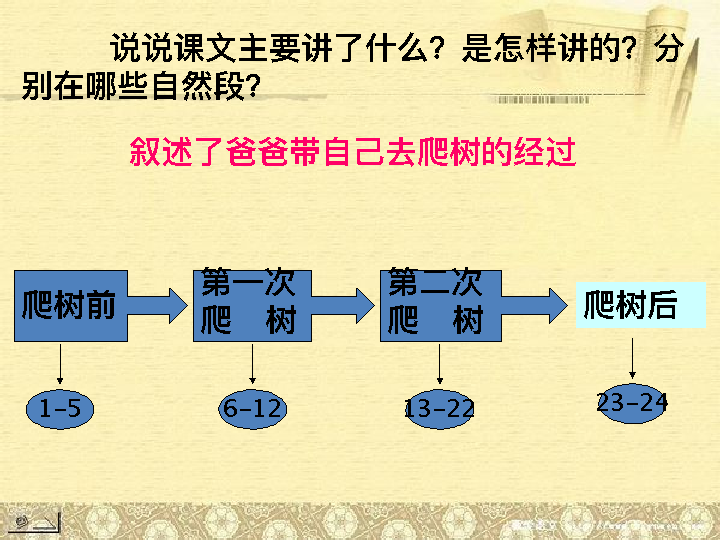 说说课文主要讲了什么？是怎样讲的？分
别在哪些自然段？
叙述了爸爸带自己去爬树的经过
爬树前
第一次
爬 树
第二次
爬 树
爬树后
1-5
6-12
13-22
23-24